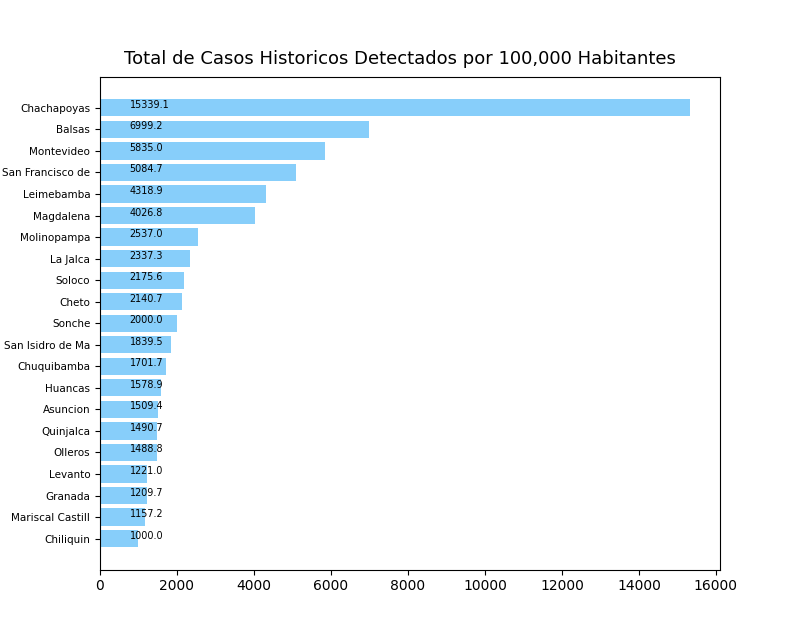 Total de Casos Historicos Detectados por 100,000 Habitantes
Chachapoyas 15339.1
Balsas 6999.2
Montevideo 5835.0
San Francisco de 5084.7
Leimebamba 4318.9
Magdalena 4026.8
Molinopampa 2537.0
La Jalca 2337.3
Soloco 2175.6
Cheto 2140.7
Sonche 2000.0
San Isidro de Ma 1839.5
Chuquibamba 1701.7
Huancas 1578.9
Asuncion 1509.4
Quinjalca 1490.7
Olleros 1488.8
Levanto 1221.0
Granada 1209.7
Mariscal Castill 1157.2
Chiliquin 1000.0
0 2000 4000 6000 8000 10000 12000 14000 16000